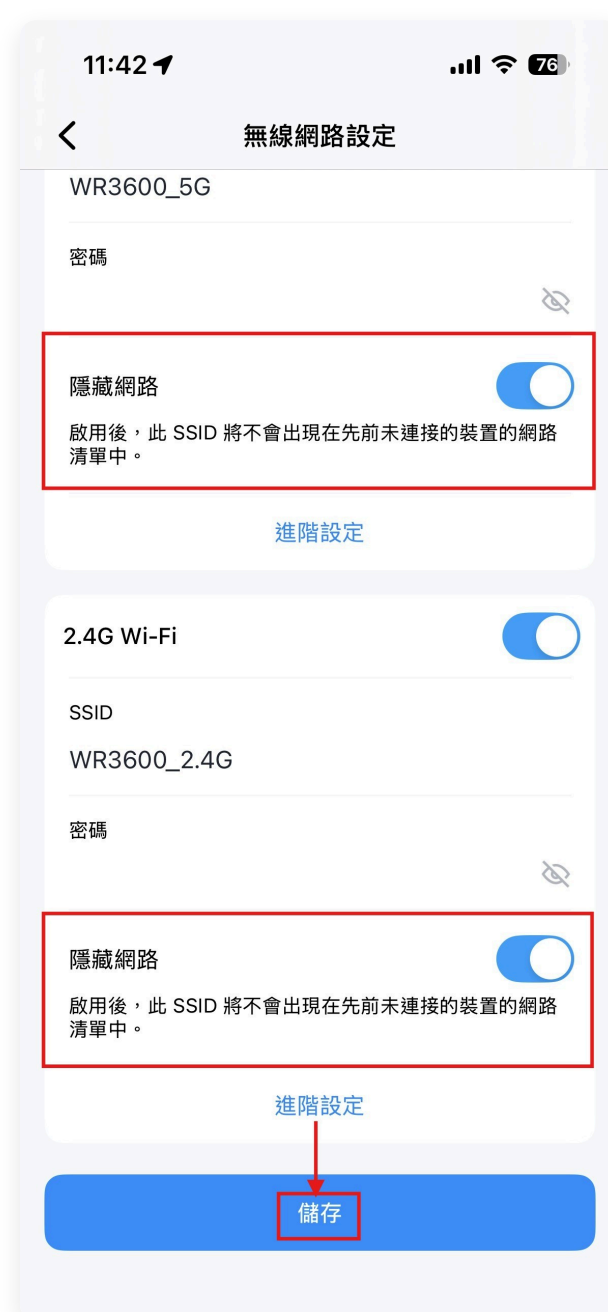 11:42
76
無線網路設定
WR3600_5G
密碼
隱藏網路
啟用後，此 SSID 將不會出現在先前未連接的裝置的網路
清單中。
進階設定
2.4G Wi-Fi
SSID
WR3600_2.4G
密碼
隱藏網路
啟用後，此 SSID 將不會出現在先前未連接的裝置的網路
清單中。
進階設定
儲存